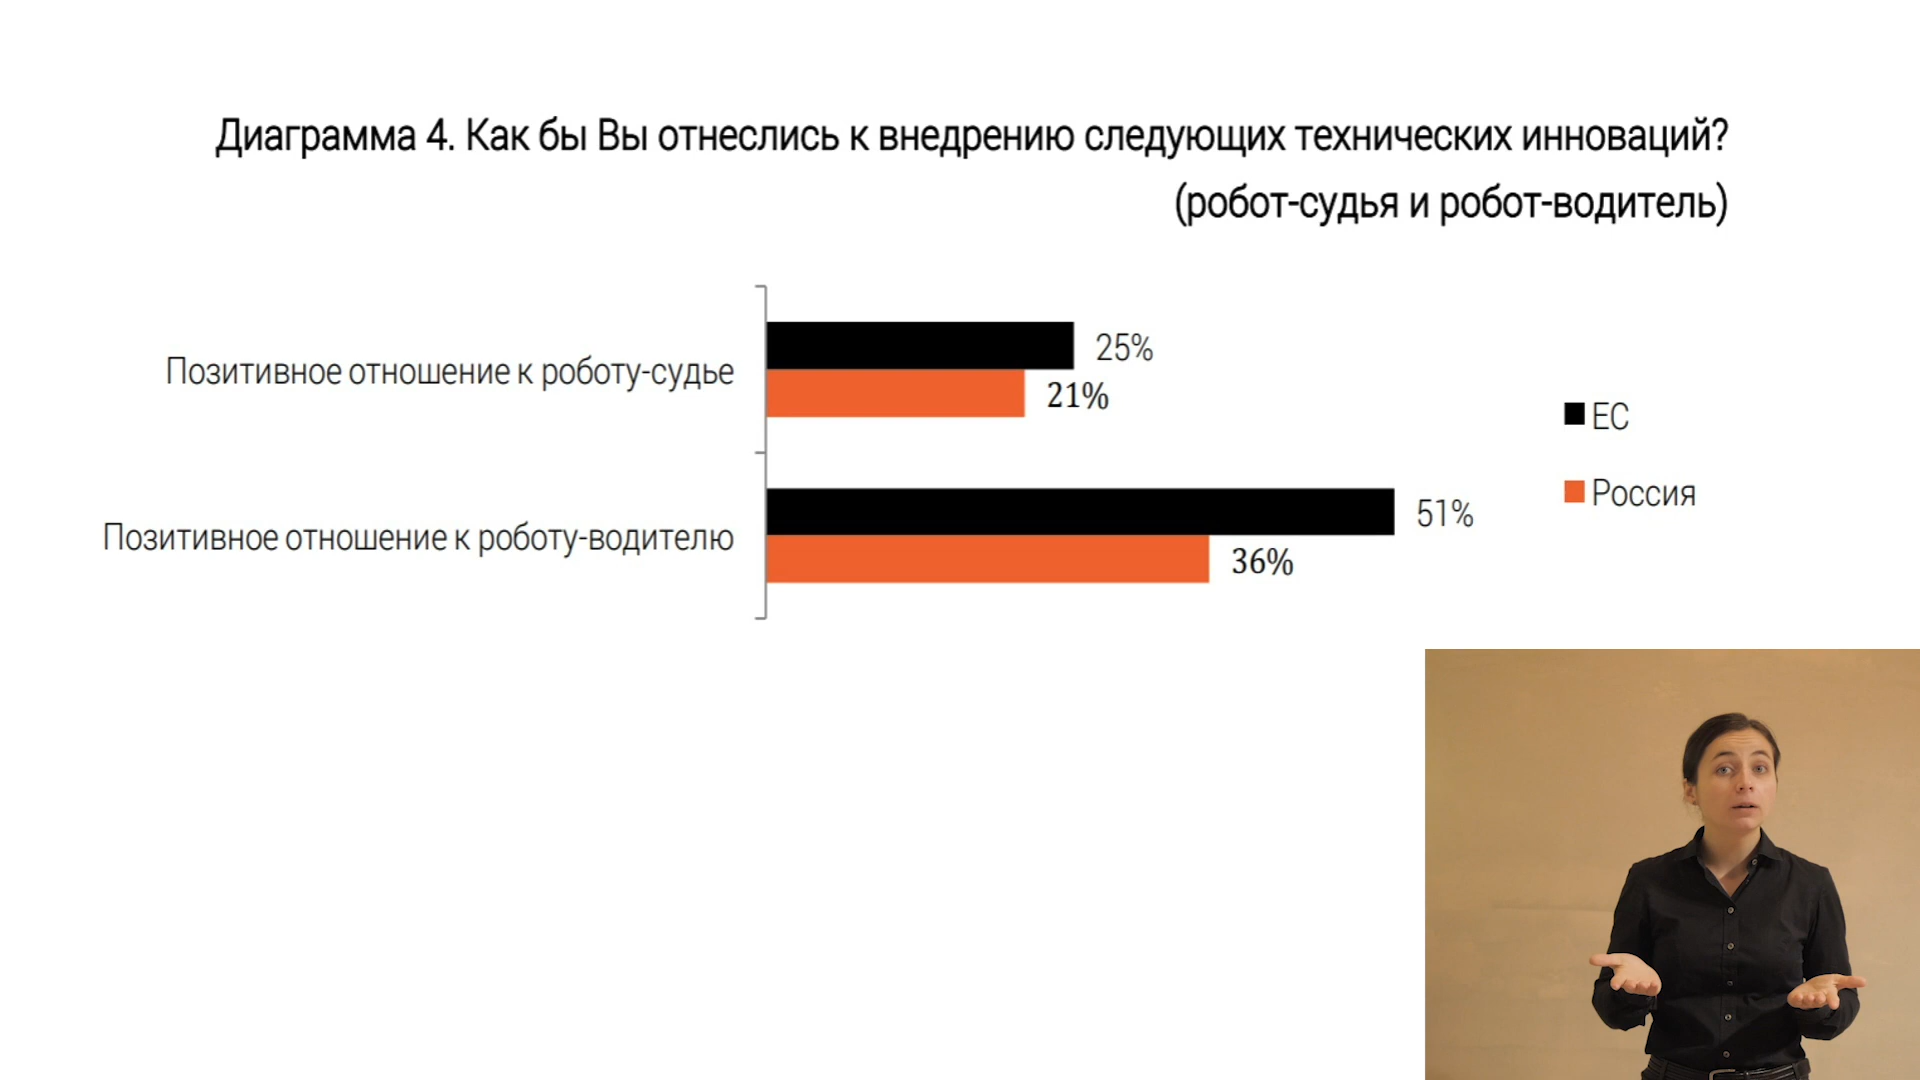 Диаграмма 4. Как бы Вы отнеслись к внедрению следующих технических инноваций?
(робот-судья и робот-водитель)
Позитивное отношение к роботу-судье
25%
21%
Позитивное отношение к роботу-водителю
51%
36%
ЕС
Россия